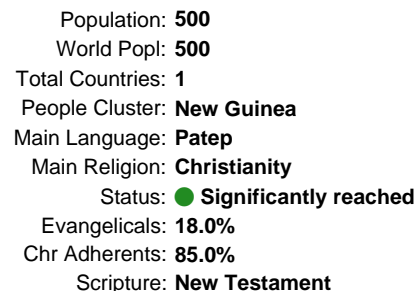 Population: 500
World Popl: 500
Total Countries: 1
People Cluster: New Guinea
Main Language: Patep
Main Religion: Christianity
Status: Significantly reached
Evangelicals: 18.0%
Chr Adherents: 85.0%
Scripture: New Testament